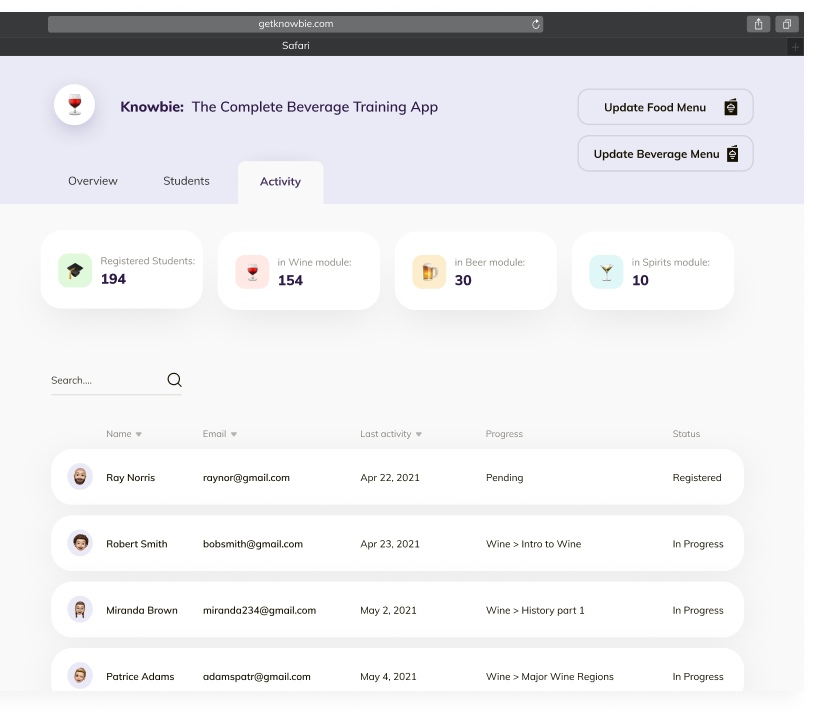 getknowbie.com
Safari
Knowbie: The Complete Beverage Training App
Update Food Menu
Update Beverage Menu
Overview Students Activity
Registered Students: in Wine module: in Beer module: in Spirits module:
194 154 30 10
Search....
Name Email Last activity Progress Status
Ray Norris raynor@gmail.com Apr 22, 2021 Pending Registered
Robert Smith bobsmith@gmail.com Apr 23, 2021 Wine > Intro to Wine In Progress
Miranda Brown miranda234@gmail.com May 2, 2021 Wine > History part 1 In Progress
Patrice Adams adamspatr@gmail.com May 4, 2021 Wine > Major Wine Regions In Progress